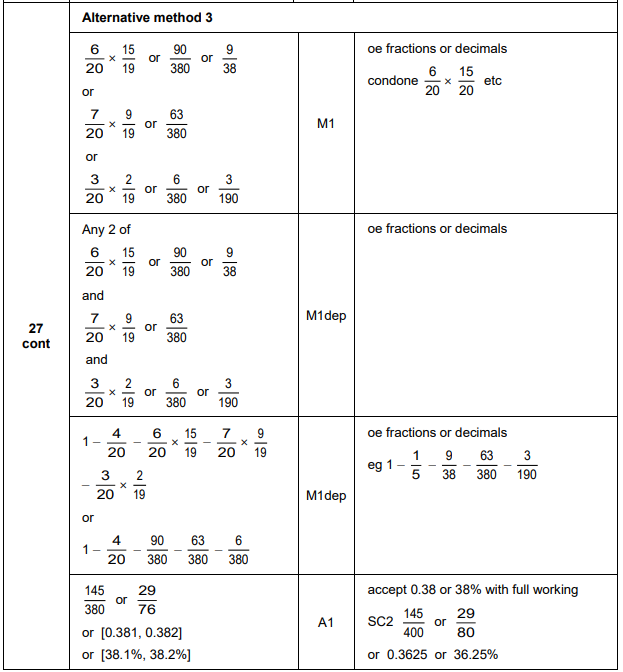 Alternative method 3
6/20 × 15/19 or 90/380 or 9/38
or
7/20 × 9/19 or 63/380
or
3/20 × 2/19 or 6/380 or 3/190
M1
oe fractions or decimals
condone 6/20 × 15/20 etc
27
cont
Any 2 of
6/20 × 15/19 or 90/380 or 9/38
and
7/20 × 9/19 or 63/380
and
3/20 × 2/19 or 6/380 or 3/190
M1dep
oe fractions or decimals
1 – 4/20 – 6/20 × 15/19 – 7/20 × 9/19
– 3/20 × 2/19
or
1 – 4/20 – 90/380 – 63/380 – 6/380
M1dep
oe fractions or decimals
eg 1 – 1/5 – 9/38 – 63/380 – 3/190
145/380 or 29/76
or [0.381, 0.382]
or [38.1%, 38.2%]
A1
accept 0.38 or 38% with full working
SC2 145/400 or 29/80
or 0.3625 or 36.25%